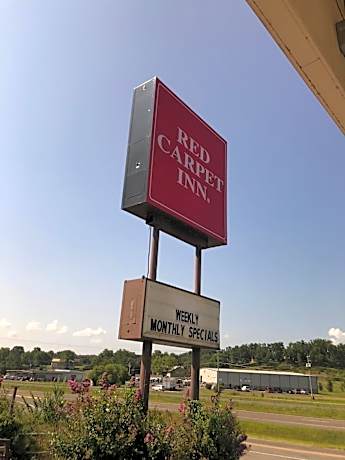 RED
CARPET
INN.
WEEKLY
MONTHLY SPECIALS